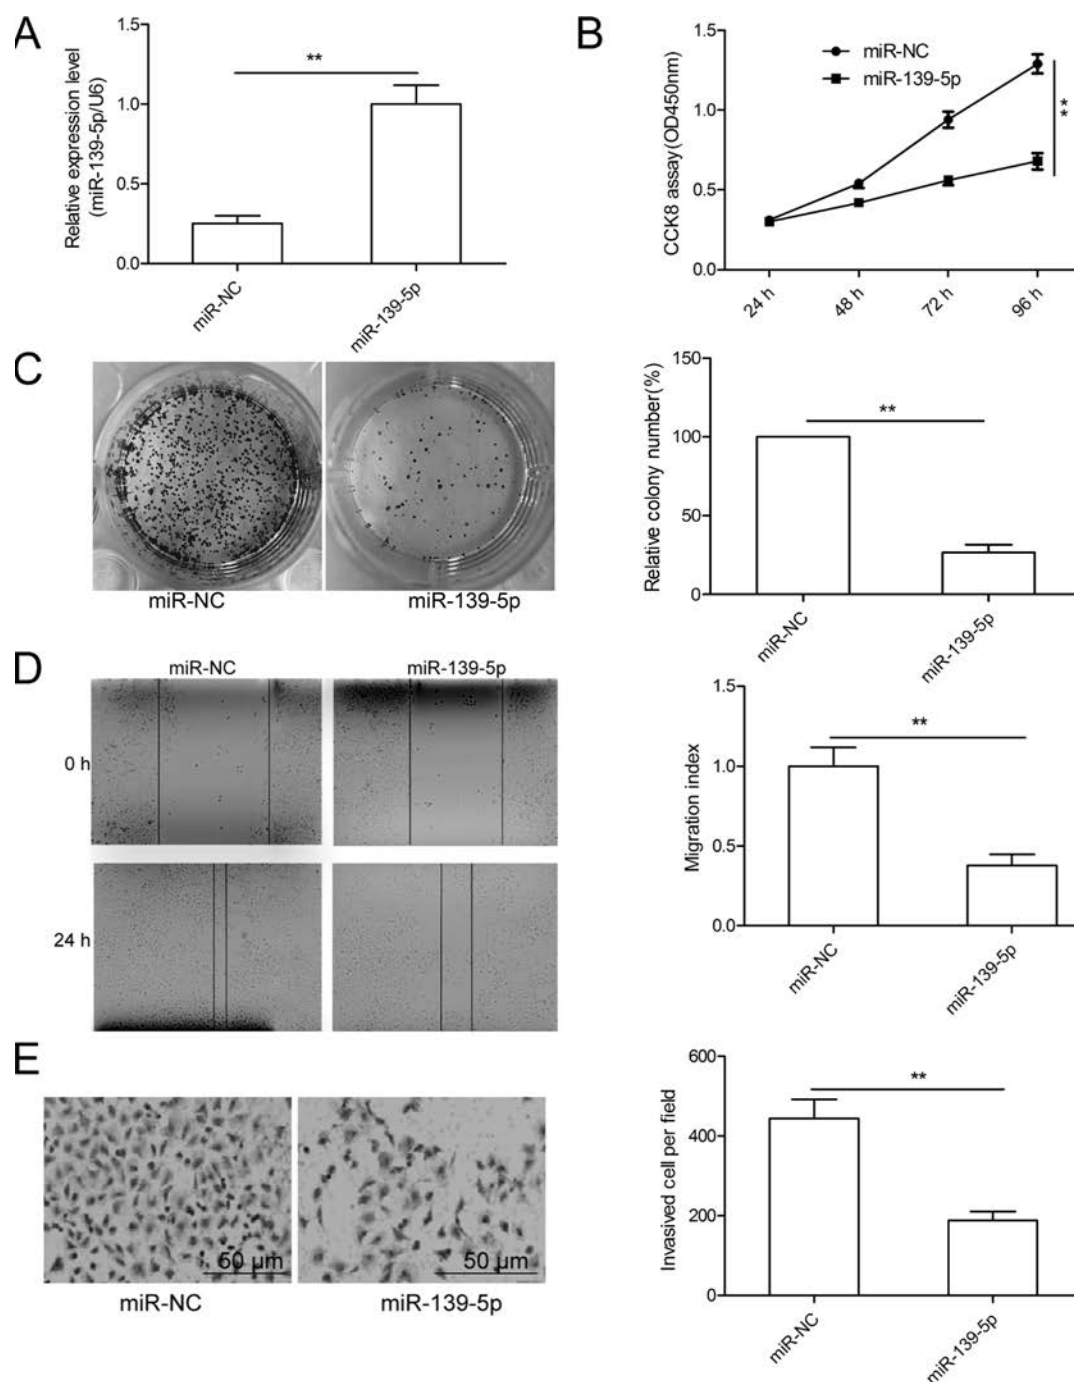 A
1.5
1.0
0.5
0.0
Relative expression level
(miR-139-5p/U6)
**
miR-NC
miR-139-5p
B
1.5
1.0
0.5
0.0
CCK8 assay(OD450nm)
miR-NC
miR-139-5p
**
24 h
48 h
72 h
96 h
C
miR-NC
miR-139-5p
150
100
50
0
Relative colony number(%)
**
miR-NC
miR-139-5p
D
miR-NC
miR-139-5p
0 h
24 h
1.5
1.0
0.5
0.0
Migration index
**
miR-NC
miR-139-5p
E
50 µm
50 µm
miR-NC
miR-139-5p
600
400
200
0
Invasived cell per field
**
miR-NC
miR-139-5p